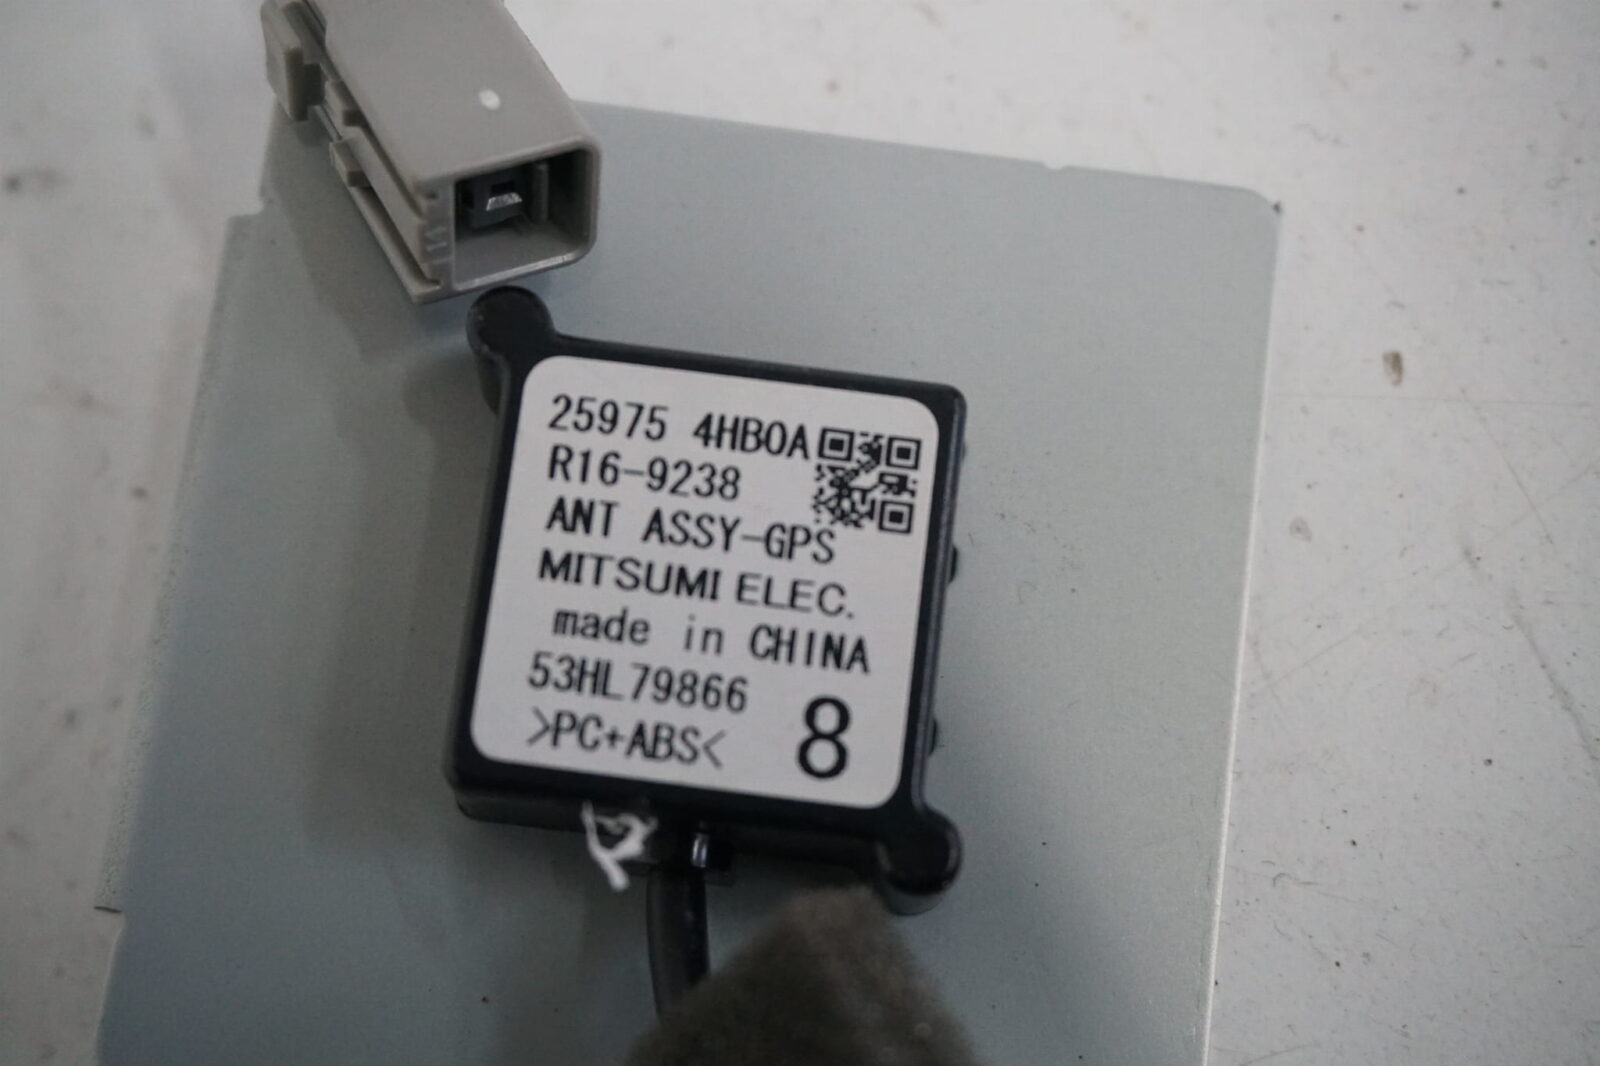 25975 4HB0A
R16-9238
ANT ASSY-GPS
MITSUMI ELEC.
made in CHINA
53HL79866
>PC+ABS<
8